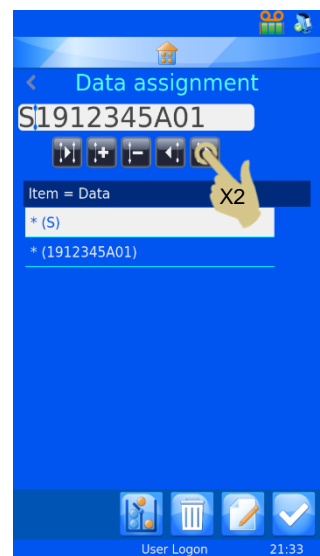 Data assignment
S1912345A01
X2
Item = Data
* (S)
* (1912345A01)
User Logon 21:33